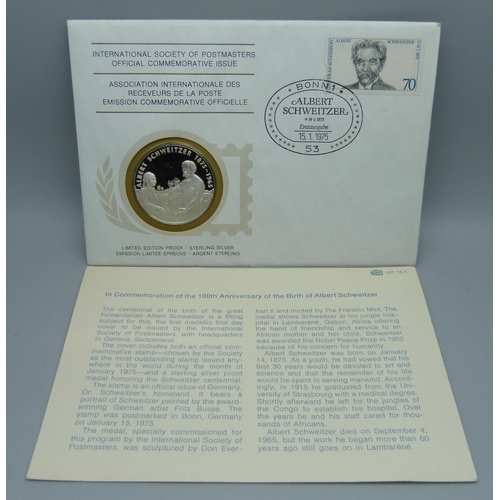 INTERNATIONAL SOCIETY OF POSTMASTERS
OFFICIAL COMMEMORATIVE ISSUE
ASSOCIATION INTERNATIONALE DES
RECEVEURS DE LA POSTE
EMISSION COMMEMORATIVE OFFICIELLE
ALBERT SCHWEITZER
70
BONN 1
ALBERT
SCHWEITZER
Erstausgabe
15.1.1975
53
ALBERT SCHWEITZER 1875-1965
LIMITED EDITION PROOF - STERLING SILVER
EMISSION LIMITEE EPREUVE - ARGENT STERLING
In Commemoration of the 100th Anniversary of the Birth of Albert Schweitzer
The centennial of the birth of the great
humanitarian Albert Schweitzer is a fitting
subject for this, the first medallic first day
cover to be issued by the International
Society of Postmasters, with headquarters
in Geneva, Switzerland.
The cover includes both an official com-
memorative stamp—chosen by the Society
as the most outstanding stamp issued any-
where in the world during the month of
January 1975—and a sterling silver proof
medal honoring the Schweitzer centennial.
The stamp is an official issue of Germany,
Dr. Schweitzer's homeland. It bears a
portrait of Schweitzer painted by the award-
winning German artist Fritz Busse. The
stamp was postmarked in Bonn, Germany
on January 15, 1975.
The medal, specially commissioned for
this program by the International Society of
Postmasters, was sculptured by Don Ever-
hart II and minted by The Franklin Mint. The
medal shows Schweitzer at his jungle hos-
pital in Lambaréné, Gabon, Africa offering
the hand of friendship and service to an
African mother and her child. Schweitzer
was awarded the Nobel Peace Prize in 1952
because of his concern for humanity.
Albert Schweitzer was born on January
14, 1875. As a youth, he had vowed that his
first 30 years would be devoted to art and
science and that the remainder of his life
would be spent in serving mankind. Accord-
ingly, in 1913 he graduated from the Uni-
versity of Strasbourg with a medical degree.
Shortly afterward he left for the jungles of
the Congo to establish his hospital. Over
the years he and his staff cared for thou-
sands of Africans.
Albert Schweitzer died on September 4,
1965, but the work he began more than 60
years ago still goes on in Lambaréné.